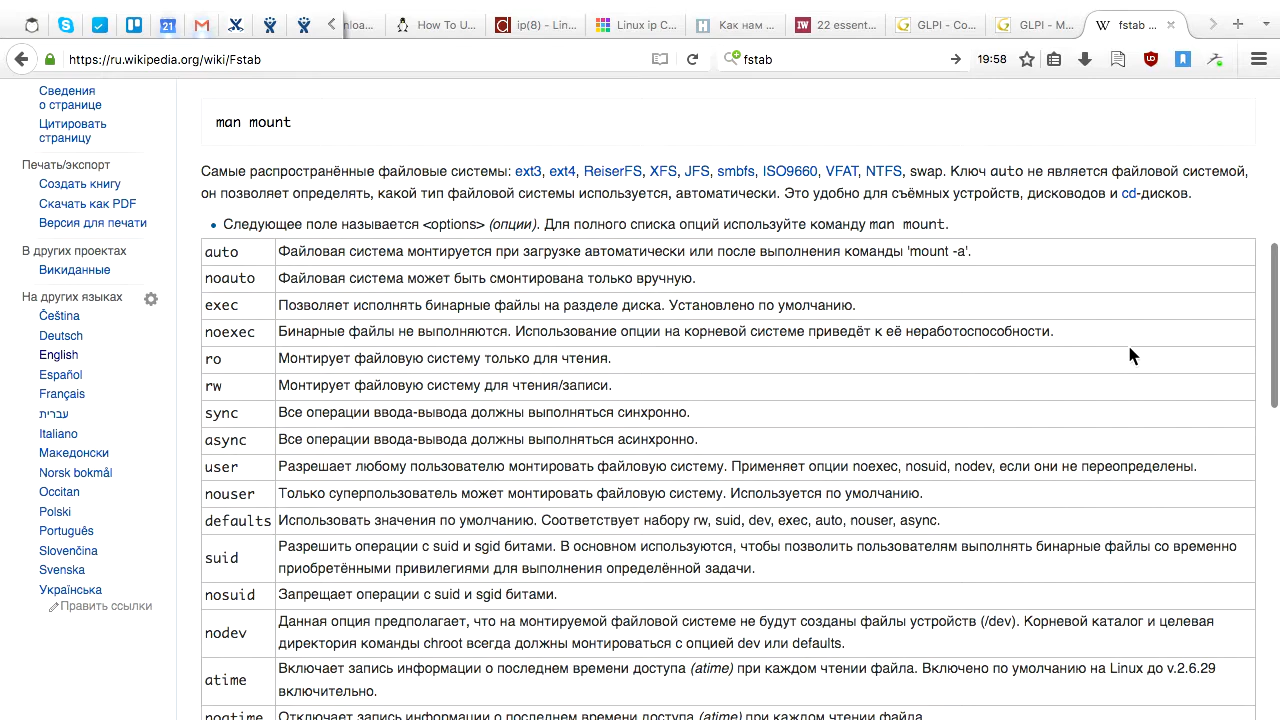 nloa...
How To U...
ip(8) - Lin...
Linux ip C...
Как нам ...
22 essent...
GLPI - Co...
GLPI - M...
fstab ...
https://ru.wikipedia.org/wiki/Fstab
fstab
19:58
Сведения
о странице
Цитировать
страницу
Печать/экспорт
Создать книгу
Скачать как PDF
Версия для печати
В других проектах
Викиданные
На других языках
Čeština
Deutsch
English
Español
Français
עברית
Italiano
Македонски
Norsk bokmål
Occitan
Polski
Português
Slovenčina
Svenska
Українська
Править ссылки
man mount
Самые распространённые файловые системы: ext3, ext4, ReiserFS, XFS, JFS, smbfs, ISO9660, VFAT, NTFS, swap. Ключ auto не является файловой системой,
он позволяет определять, какой тип файловой системы используется, автоматически. Это удобно для съёмных устройств, дисководов и cd-дисков.
• Следующее поле называется <options> (опции). Для полного списка опций используйте команду man mount.
auto Файловая система монтируется при загрузке автоматически или после выполнения команды 'mount -a'.
noauto Файловая система может быть смонтирована только вручную.
exec Позволяет исполнять бинарные файлы на разделе диска. Установлено по умолчанию.
noexec Бинарные файлы не выполняются. Использование опции на корневой системе приведёт к её неработоспособности.
ro Монтирует файловую систему только для чтения.
rw Монтирует файловую систему для чтения/записи.
sync Все операции ввода-вывода должны выполняться синхронно.
async Все операции ввода-вывода должны выполняться асинхронно.
user Разрешает любому пользователю монтировать файловую систему. Применяет опции noexec, nosuid, nodev, если они не переопределены.
nouser Только суперпользователь может монтировать файловую систему. Используется по умолчанию.
defaults Использовать значения по умолчанию. Соответствует набору rw, suid, dev, exec, auto, nouser, async.
suid Разрешить операции с suid и sgid битами. В основном используются, чтобы позволить пользователям выполнять бинарные файлы со временно
приобретёнными привилегиями для выполнения определённой задачи.
nosuid Запрещает операции с suid и sgid битами.
nodev Данная опция предполагает, что на монтируемой файловой системе не будут созданы файлы устройств (/dev). Корневой каталог и целевая
директория команды chroot всегда должны монтироваться с опцией dev или defaults.
atime Включает запись информации о последнем времени доступа (atime) при каждом чтении файла. Включено по умолчанию на Linux до v.2.6.29
включительно.
noatime Отключает запись информации о последнем времени доступа (atime) при каждом чтении файла.